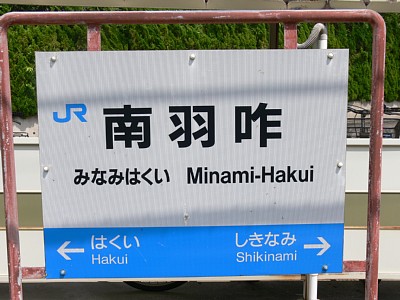 JR
南羽咋
みなみはくい Minami-Hakui
← はくい しきなみ →
Hakui Shikinami